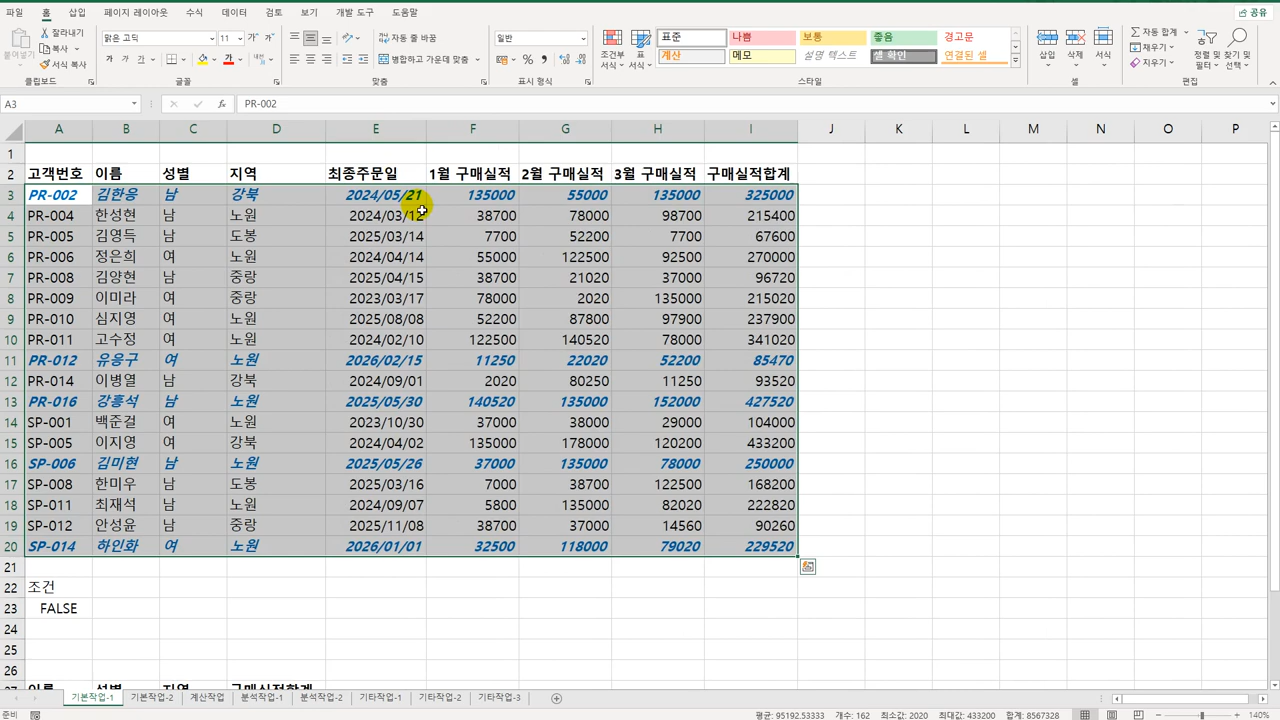 파일 홈 삽입 페이지 레이아웃 수식 데이터 검토 보기 개발 도구 도움말 공유
붙여넣기 잘라내기 복사 서식 복사
맑은 고딕 11 가 가 가 가 가
자동 줄 바꿈
병합하고 가운데 맞춤
일반
조건부 서식 표 서식
표준 나쁨 보통 좋음 경고문
계산 메모 설명 텍스트 셀 확인 연결된 셀
삽입 삭제 서식
자동 합계 채우기 지우기
정렬 및 필터 찾기 및 선택
클립보드 글꼴 맞춤 표시 형식 스타일 셀 편집
A3 fx PR-002
A B C D E F G H I J K L M N O P
1
2 고객번호 이름 성별 지역 최종주문일 1월 구매실적 2월 구매실적 3월 구매실적 구매실적합계
3 PR-002 김한응 남 강북 2024/05/21 135000 55000 135000 325000
4 PR-004 한성현 남 노원 2024/03/12 38700 78000 98700 215400
5 PR-005 김영득 남 도봉 2025/03/14 7700 52200 7700 67600
6 PR-006 정은희 여 노원 2024/04/14 55000 122500 92500 270000
7 PR-008 김양현 남 중랑 2025/04/15 38700 21020 37000 96720
8 PR-009 이미라 여 중랑 2023/03/17 78000 2020 135000 215020
9 PR-010 심지영 여 노원 2025/08/08 52200 87800 97900 237900
10 PR-011 고수정 여 노원 2024/02/10 122500 140520 78000 341020
11 PR-012 유응구 여 노원 2026/02/15 11250 22020 52200 85470
12 PR-014 이병열 남 강북 2024/09/01 2020 80250 11250 93520
13 PR-016 강흥석 남 노원 2025/05/30 140520 135000 152000 427520
14 SP-001 백준걸 여 노원 2023/10/30 37000 38000 29000 104000
15 SP-005 이지영 여 강북 2024/04/02 135000 178000 120200 433200
16 SP-006 김미현 남 노원 2025/05/26 37000 135000 78000 250000
17 SP-008 한미우 남 도봉 2025/03/16 7000 38700 122500 168200
18 SP-011 최재석 남 노원 2024/09/07 5800 135000 82020 222820
19 SP-012 안성윤 남 중랑 2025/11/08 38700 37000 14560 90260
20 SP-014 하인화 여 노원 2026/01/01 32500 118000 79020 229520
21
22 조건
23 FALSE
24
25
26
27 이름 성별 지역 구매실적합계
기본작업-1 기본작업-2 계산작업 분석작업-1 분석작업-2 기타작업-1 기타작업-2 기타작업-3
준비 평균: 95192.53333 개수: 162 최소값: 2020 최대값: 433200 합계: 8567328 140%